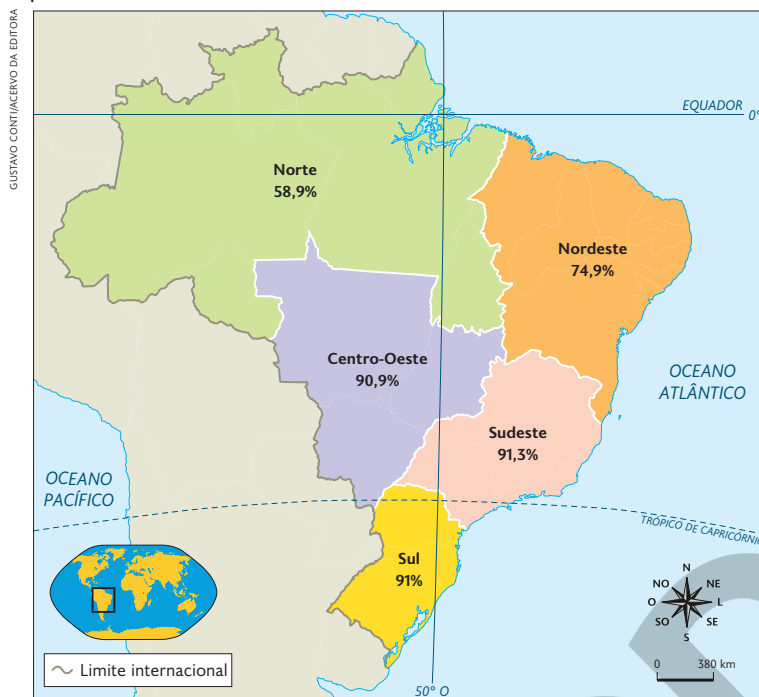 GUSTAVO CONTI/ACERVO DA EDITORA
EQUADOR
0°
Norte
58,9%
Nordeste
74,9%
Centro-Oeste
90,9%
OCEANO
ATLÂNTICO
Sudeste
91,3%
OCEANO
PACÍFICO
TRÓPICO DE CAPRICÓRNIO
Sul
91%
N
NO
NE
O
L
SO
SE
S
0
380 km
Limite internacional
50° O